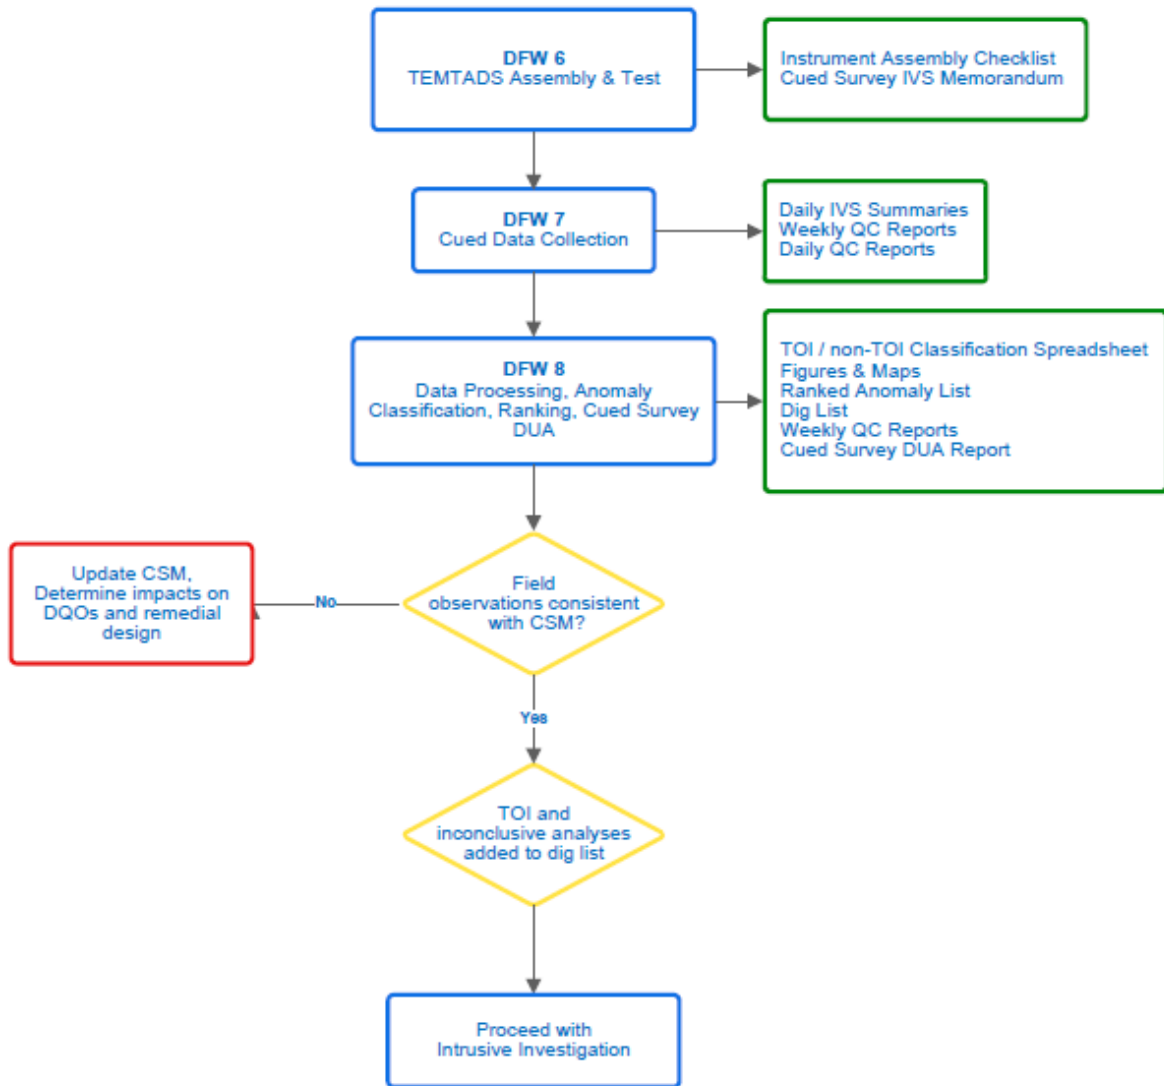 DFW 6
TEMTADS Assembly & Test
Instrument Assembly Checklist
Cued Survey IVS Memorandum
DFW 7
Cued Data Collection
Daily IVS Summaries
Weekly QC Reports
Daily QC Reports
DFW 8
Data Processing, Anomaly
Classification, Ranking, Cued Survey
DUA
TOI / non-TOI Classification Spreadsheet
Figures & Maps
Ranked Anomaly List
Dig List
Weekly QC Reports
Cued Survey DUA Report
Field
observations consistent
with CSM?
No
Update CSM,
Determine impacts on
DQOs and remedial
design
Yes
TOI and
inconclusive analyses
added to dig list
Proceed with
Intrusive Investigation